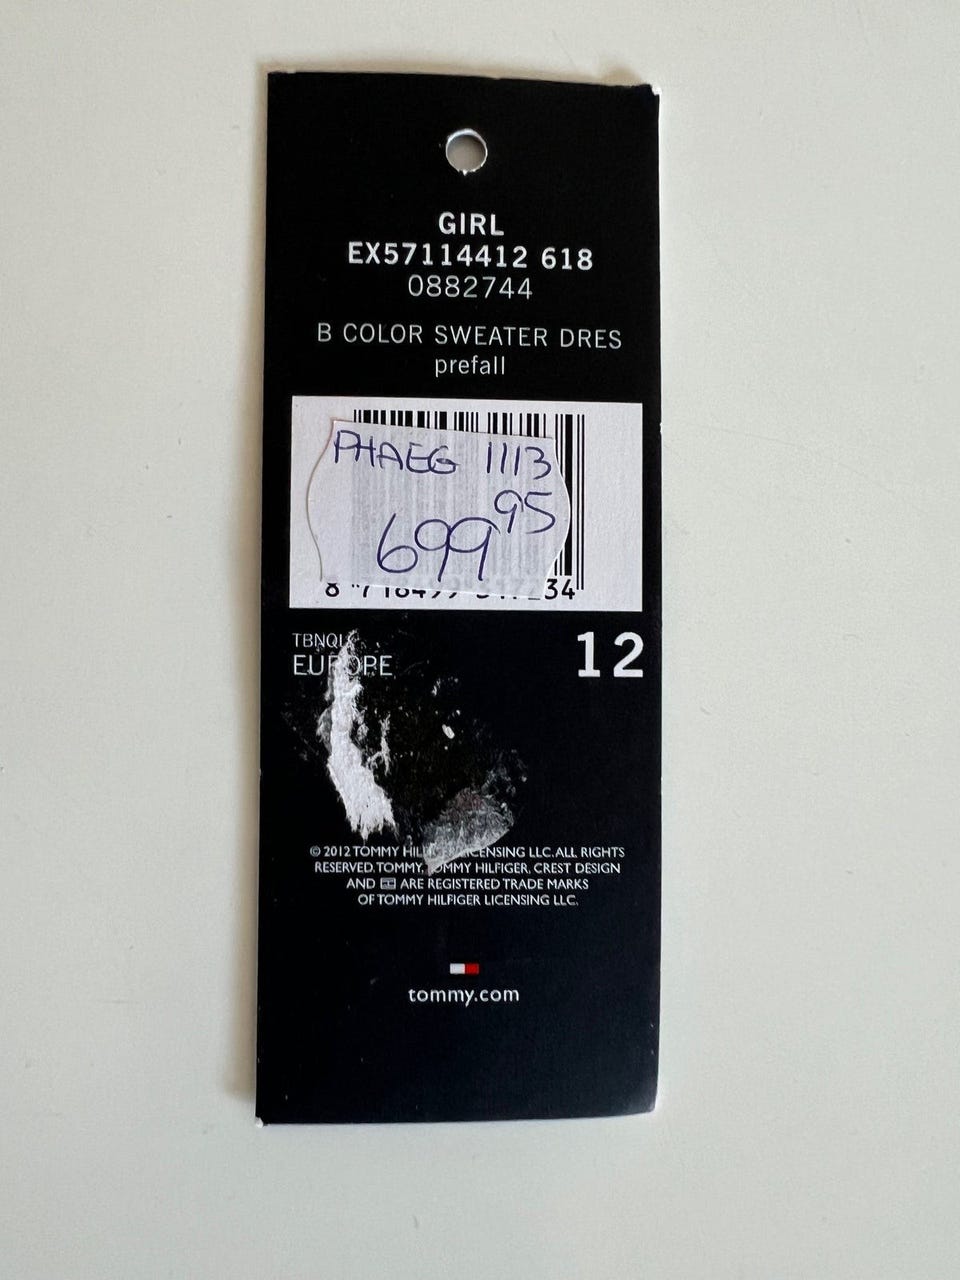 GIRL
EX57114412 618
0882744
B COLOR SWEATER DRES
prefall
PHAEG 1113
699 95
34
EUROPE
12
© 2012 TOMMY HILFIGER LICENSING LLC. ALL RIGHTS
RESERVED. TOMMY, TOMMY HILFIGER, CREST DESIGN
AND ARE REGISTERED TRADE MARKS
OF TOMMY HILFIGER LICENSING LLC.
tommy.com